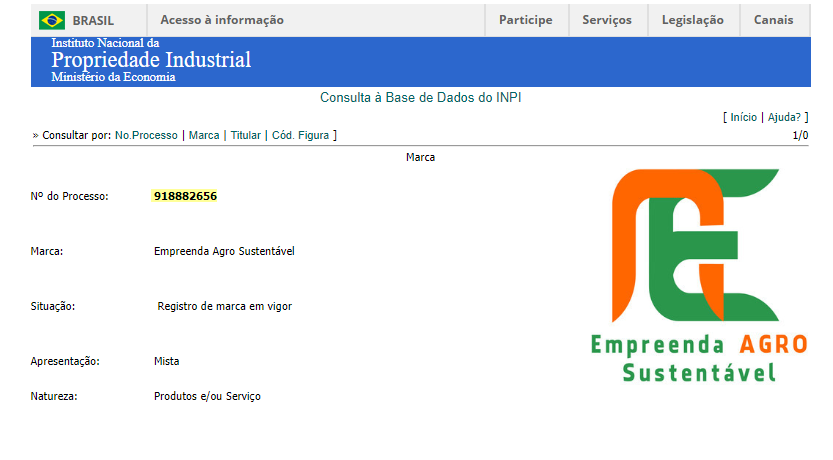 BRASIL Acesso à informação Participe Serviços Legislação Canais
Instituto Nacional da
Propriedade Industrial
Ministério da Economia
Consulta à Base de Dados do INPI
[ Início | Ajuda? ]
» Consultar por: No.Processo | Marca | Titular | Cód. Figura ] 1/0
Marca
Nº do Processo: 918882656
Marca: Empreenda Agro Sustentável
Situação: Registro de marca em vigor
Apresentação: Mista
Natureza: Produtos e/ou Serviço
Empreenda AGRO
Sustentável